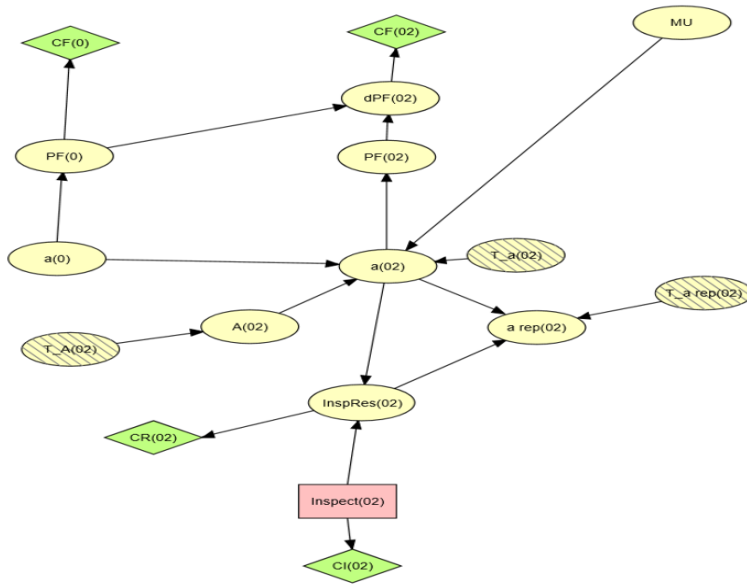 MU
CF(0)
CF(02)
dPF(02)
PF(0)
PF(02)
a(0)
a(02)
T_a(02)
T_a rep(02)
A(02)
a rep(02)
T_A(02)
InspRes(02)
CR(02)
Inspect(02)
CI(02)